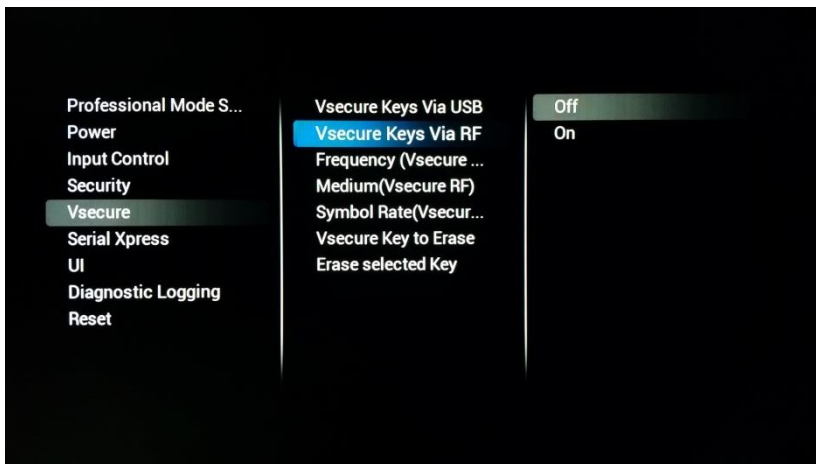 Professional Mode S...
Power
Input Control
Security
Vsecure
Serial Xpress
UI
Diagnostic Logging
Reset
Vsecure Keys Via USB
Vsecure Keys Via RF
Frequency (Vsecure ...
Medium(Vsecure RF)
Symbol Rate(Vsecur...
Vsecure Key to Erase
Erase selected Key
Off
On